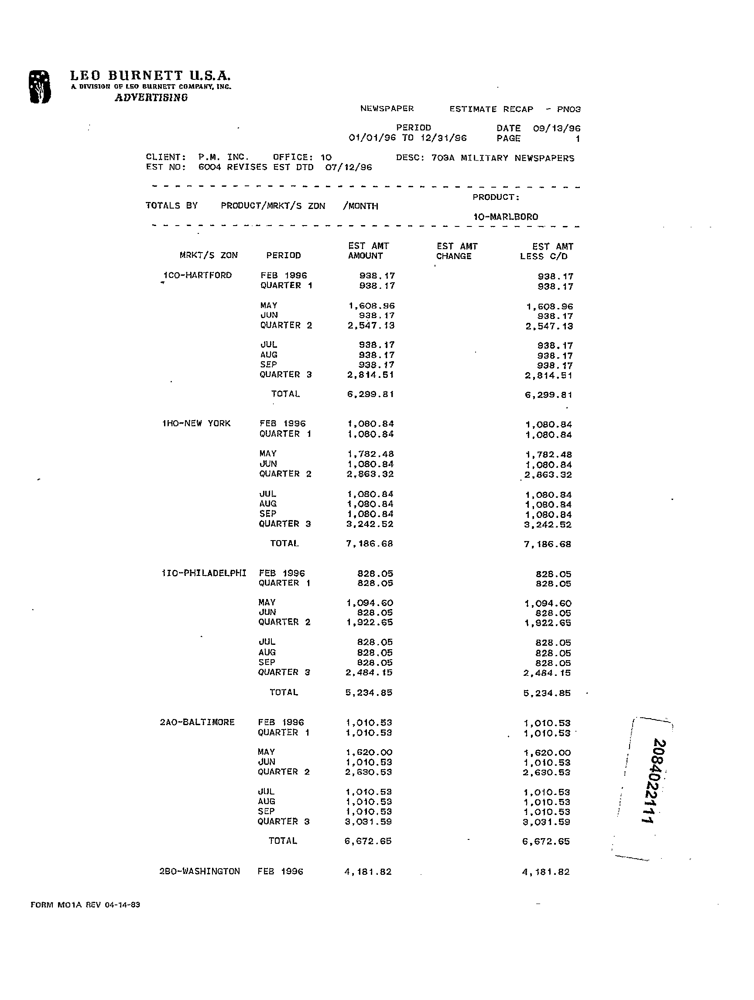 LEO BURNETT U.S.A.
A DIVISION OF LEO BURNETT COMPANY, INC.
ADVERTISING
NEWSPAPER ESTIMATE RECAP - PNO3
PERIOD DATE 09/13/96
01/01/96 TO 12/31/96 PAGE 1
CLIENT: P.M. INC. OFFICE: 10 DESC: 709A MILITARY NEWSPAPERS
EST NO: 6004 REVISES EST DTD 07/12/96
PRODUCT:
TOTALS BY PRODUCT/MRKT/S ZON /MONTH
10-MARLBORO
EST AMT EST AMT EST AMT
MRKT/S ZON PERIOD AMOUNT CHANGE LESS C/D
1CO-HARTFORD FEB 1996 938.17 938.17
QUARTER 1 938.17 938.17
MAY 1,608.96 1,608.96
JUN 938.17 938.17
QUARTER 2 2,547.13 2,547.13
JUL 938.17 938.17
AUG 938.17 938.17
SEP 938.17 938.17
QUARTER 3 2,814.51 2,814.51
TOTAL 6,299.81 6,299.81
1HO-NEW YORK FEB 1996 1,080.84 1,080.84
QUARTER 1 1,080.84 1,080.84
MAY 1,782.48 1,782.48
JUN 1,080.84 1,080.84
QUARTER 2 2,863.32 2,863.32
JUL 1,080.84 1,080.84
AUG 1,080.84 1,080.84
SEP 1,080.84 1,080.84
QUARTER 3 3,242.52 3,242.52
TOTAL 7,186.68 7,186.68
1IO-PHILADELPHI FEB 1996 828.05 828.05
QUARTER 1 828.05 828.05
MAY 1,094.60 1,094.60
JUN 828.05 828.05
QUARTER 2 1,922.65 1,922.65
JUL 828.05 828.05
AUG 828.05 828.05
SEP 828.05 828.05
QUARTER 3 2,484.15 2,484.15
TOTAL 5,234.85 5,234.85
2AO-BALTIMORE FEB 1996 1,010.53 1,010.53
QUARTER 1 1,010.53 1,010.53
MAY 1,620.00 1,620.00
JUN 1,010.53 1,010.53
QUARTER 2 2,630.53 2,630.53
JUL 1,010.53 1,010.53
AUG 1,010.53 1,010.53
SEP 1,010.53 1,010.53
QUARTER 3 3,031.59 3,031.59
TOTAL 6,672.65 6,672.65
2BO-WASHINGTON FEB 1996 4,181.82 4,181.82
2084022111
FORM MO1A REV 04-14-83